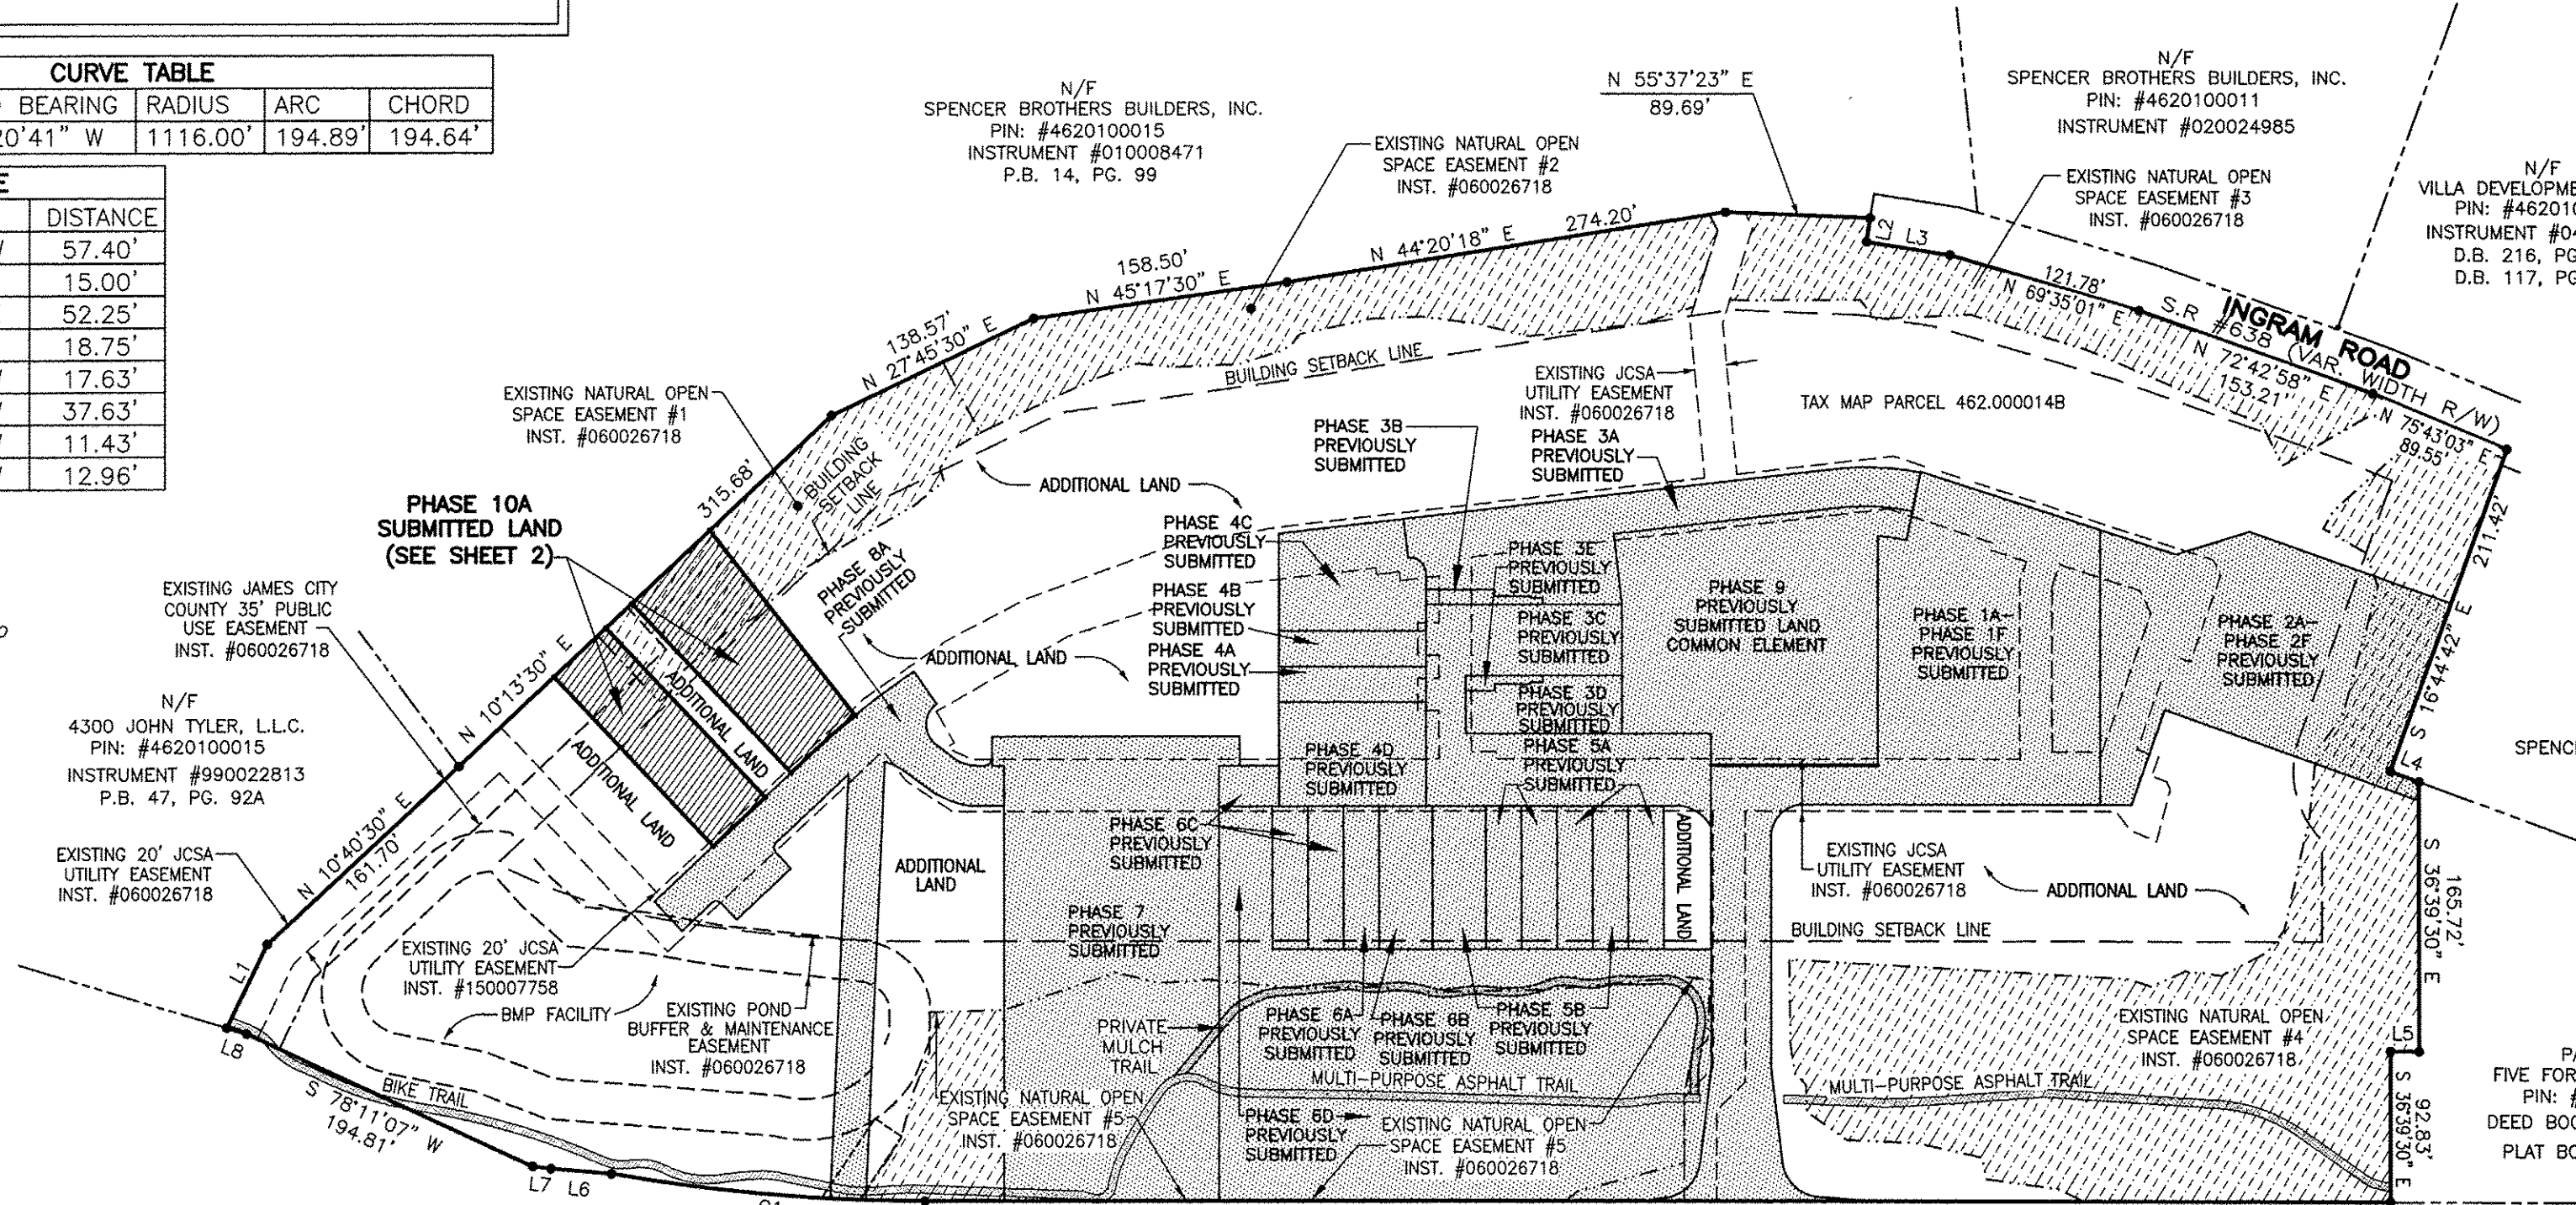 CURVE TABLE
BEARING RADIUS ARC CHORD
20'41" W 1116.00' 194.89' 194.64'
DISTANCE
57.40'
15.00'
52.25'
18.75'
17.63'
37.63'
11.43'
12.96'
N/F
SPENCER BROTHERS BUILDERS, INC.
PIN: #4620100015
INSTRUMENT #010008471
P.B. 14, PG. 99
N 55°37'23" E
89.69'
N/F
SPENCER BROTHERS BUILDERS, INC.
PIN: #4620100011
INSTRUMENT #020024985
N/F
VILLA DEVELOPME
PIN: #462010
INSTRUMENT #04
D.B. 216, PG
D.B. 117, PG
EXISTING NATURAL OPEN
SPACE EASEMENT #2
INST. #060026718
EXISTING NATURAL OPEN
SPACE EASEMENT #3
INST. #060026718
L2
L3
274.20'
N 44°20'18" E
158.50'
N 45°17'30" E
138.57'
N 27°45'30" E
121.78'
N 69°35'01" E
S.R #638 (VAR. WIDTH R/W)
INGRAM ROAD
N 72°42'58" E
153.21'
N 75°43'03" E
89.55'
211.42'
S 16°44'42" E
BUILDING SETBACK LINE
EXISTING JCSA
UTILITY EASEMENT
INST. #060026718
TAX MAP PARCEL 462.000014B
EXISTING NATURAL OPEN
SPACE EASEMENT #1
INST. #060026718
BUILDING
SETBACK
LINE
315.68'
N 10°13'30" E
PHASE 10A
SUBMITTED LAND
(SEE SHEET 2)
ADDITIONAL LAND
PHASE 3B
PREVIOUSLY
SUBMITTED
PHASE 3A
PREVIOUSLY
SUBMITTED
PHASE 4C
PREVIOUSLY
SUBMITTED
PHASE 3E
PREVIOUSLY
SUBMITTED
PHASE 8A
PREVIOUSLY
SUBMITTED
PHASE 4B
PREVIOUSLY
SUBMITTED
PHASE 3C
PREVIOUSLY
SUBMITTED
PHASE 9
PREVIOUSLY
SUBMITTED LAND
COMMON ELEMENT
PHASE 1A-
PHASE 1F
PREVIOUSLY
SUBMITTED
PHASE 2A-
PHASE 2F
PREVIOUSLY
SUBMITTED
ADDITIONAL LAND
PHASE 4A
PREVIOUSLY
SUBMITTED
PHASE 3D
PREVIOUSLY
SUBMITTED
EXISTING JAMES CITY
COUNTY 35' PUBLIC
USE EASEMENT
INST. #060026718
N/F
4300 JOHN TYLER, L.L.C.
PIN: #4620100015
INSTRUMENT #990022813
P.B. 47, PG. 92A
ADDITIONAL LAND
ADDITIONAL LAND
PHASE 4D
PREVIOUSLY
SUBMITTED
PHASE 5A
PREVIOUSLY
SUBMITTED
SPENC
L4
N 10°40'30" E
161.70'
EXISTING 20' JCSA
UTILITY EASEMENT
INST. #060026718
PHASE 6C
PREVIOUSLY
SUBMITTED
ADDITIONAL LAND
ADDITIONAL
LAND
EXISTING JCSA
UTILITY EASEMENT
INST. #060026718
ADDITIONAL LAND
165.72'
S 36°39'30" E
PHASE 7
PREVIOUSLY
SUBMITTED
BUILDING SETBACK LINE
L1
EXISTING 20' JCSA
UTILITY EASEMENT
INST. #150007758
BMP FACILITY
EXISTING POND
BUFFER & MAINTENANCE
EASEMENT
INST. #060026718
PRIVATE
MULCH
TRAIL
PHASE 6A
PREVIOUSLY
SUBMITTED
PHASE 6B
PREVIOUSLY
SUBMITTED
PHASE 5B
PREVIOUSLY
SUBMITTED
EXISTING NATURAL OPEN
SPACE EASEMENT #4
INST. #060026718
L5
L8
BIKE TRAIL
S 78°11'07" W
194.81'
MULTI-PURPOSE ASPHALT TRAIL
MULTI-PURPOSE ASPHALT TRAIL
EXISTING NATURAL OPEN
SPACE EASEMENT #5
INST. #060026718
PHASE 6D
PREVIOUSLY
SUBMITTED
EXISTING NATURAL OPEN
SPACE EASEMENT #5
INST. #060026718
92.83'
S 36°39'30" E
FIVE FOR
PIN: #
DEED BOO
PLAT BO
L7
L6